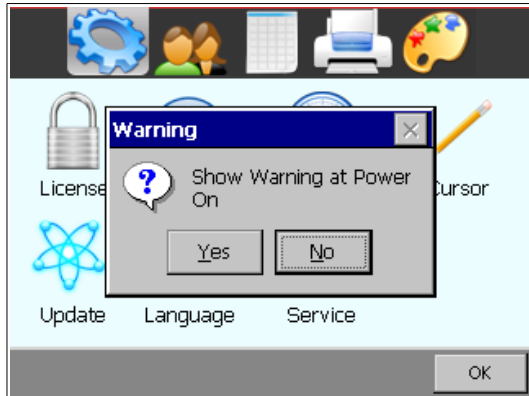 Warning
Show Warning at Power
On
Yes
No
License
Cursor
Update
Language
Service
OK